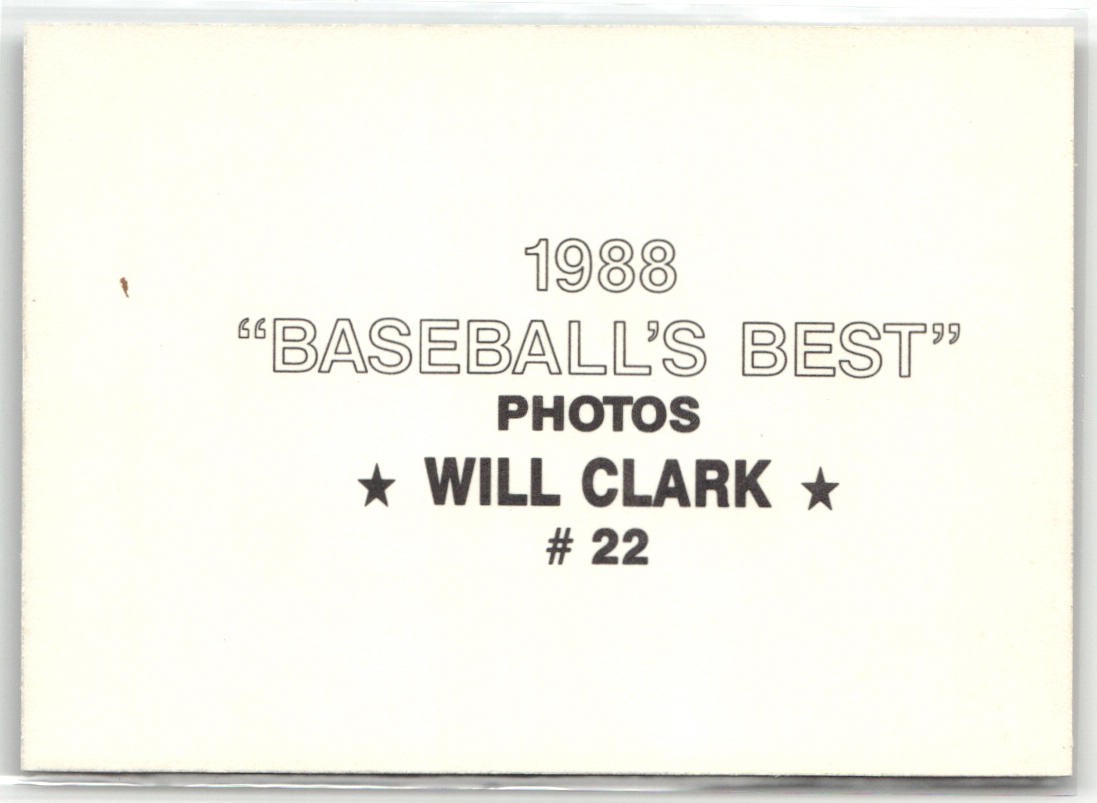 1988
“BASEBALL’S BEST”
PHOTOS
★ WILL CLARK ★
# 22